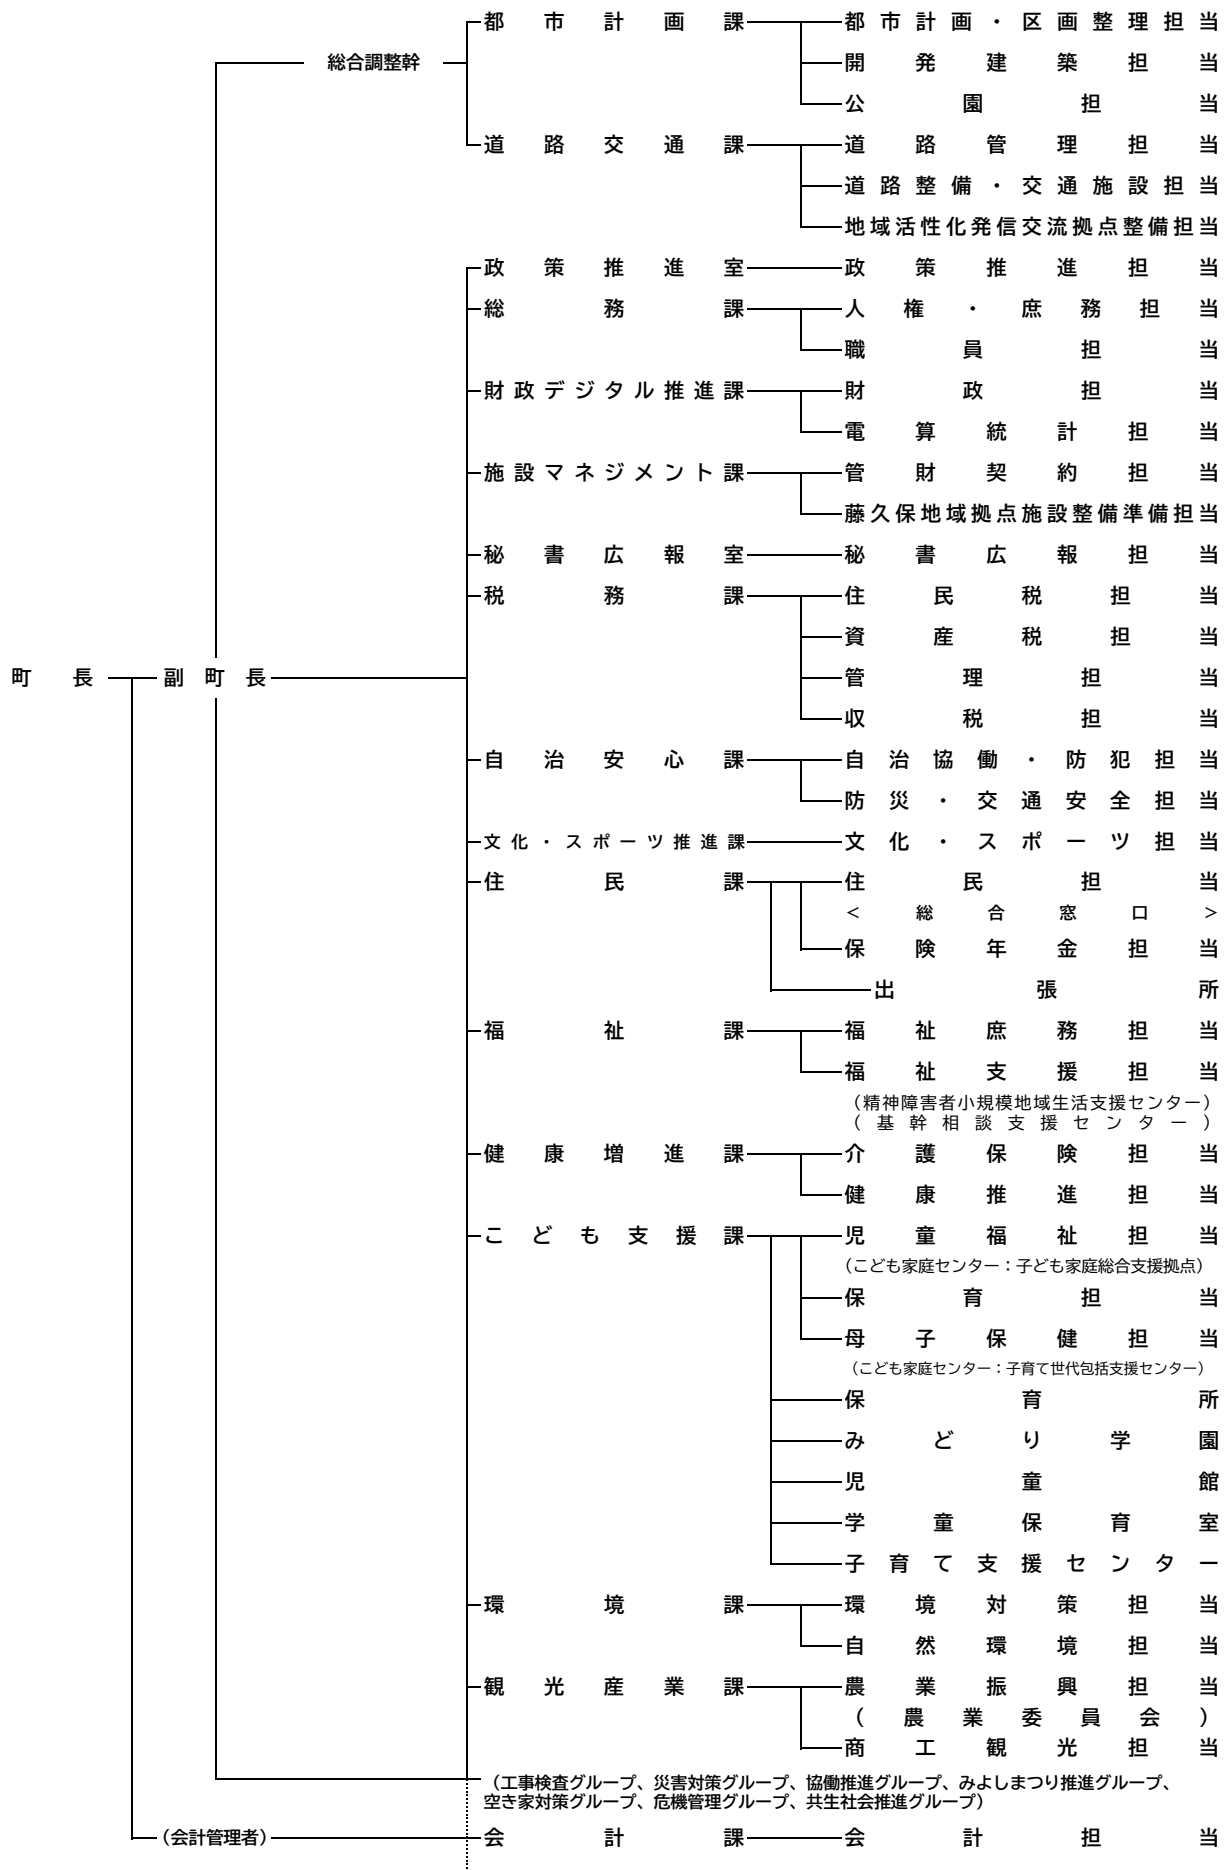 都市計画課 都市計画・区画整理担当
総合調整幹 開発建築担当
公園担当
道路交通課 道路管理担当
道路整備・交通施設担当
地域活性化発信交流拠点整備担当
政策推進室 政策推進担当
総務課 人権・庶務担当
職員担当
財政デジタル推進課 財政担当
電算統計担当
施設マネジメント課 管財契約担当
藤久保地域拠点施設整備準備担当
秘書広報室 秘書広報担当
税務課 住民税担当
資産税担当
町長 副町長 管理担当
収税担当
自治安心課 自治協働・防犯担当
防災・交通安全担当
文化・スポーツ推進課 文化・スポーツ担当
住民課 住民担当
<総合窓口>
保険年金担当
出張所
福祉課 福祉庶務担当
福祉支援担当
（精神障害者小規模地域生活支援センター）
（基幹相談支援センター）
健康増進課 介護保険担当
健康推進担当
こども支援課 児童福祉担当
（こども家庭センター：子ども家庭総合支援拠点）
保育担当
母子保健担当
（こども家庭センター：子育て世代包括支援センター）
保育所
みどり学園
児童館
学童保育室
子育て支援センター
環境課 環境対策担当
自然環境担当
観光産業課 農業振興担当
（農業委員会）
商工観光担当
（工事検査グループ、災害対策グループ、協働推進グループ、みよしまつり推進グループ、
空き家対策グループ、危機管理グループ、共生社会推進グループ）
（会計管理者） 会計課 会計担当